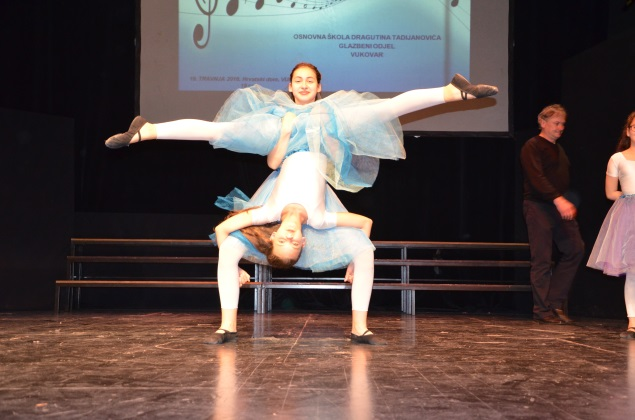 OSNOVNA ŠKOLA DRAGUTINA TADIJANOVIĆA
GLAZBENI ODJEL
VUKOVAR